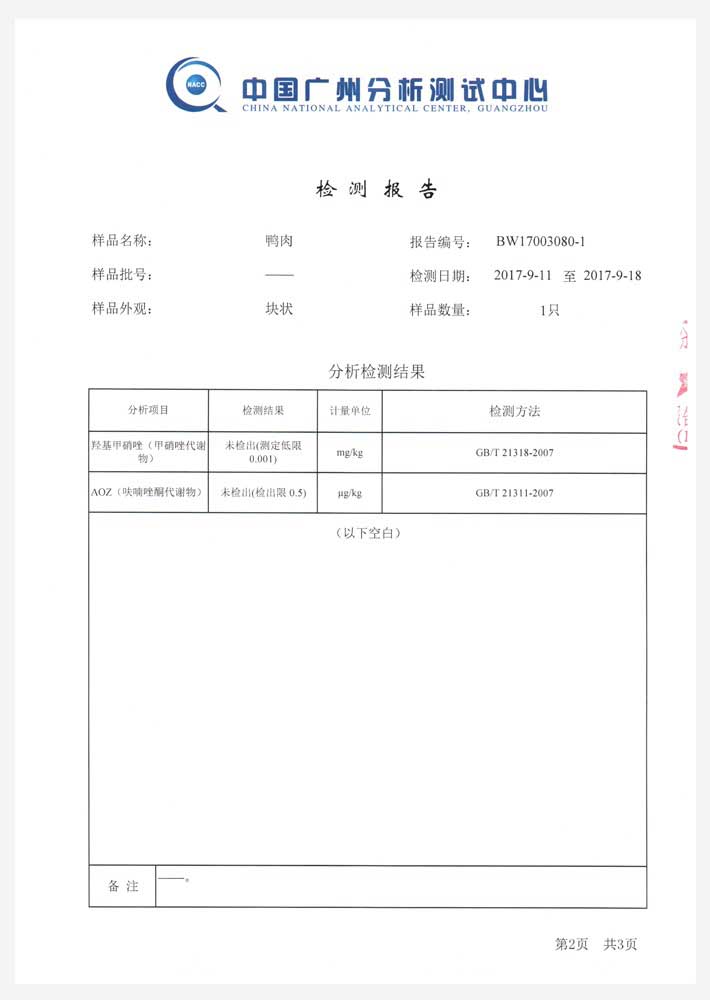 NACC
中国广州分析测试中心
CHINA NATIONAL ANALYTICAL CENTER, GUANGZHOU
检测报告
样品名称: 鸭肉 报告编号: BW17003080-1
样品批号: —— 检测日期: 2017-9-11 至 2017-9-18
样品外观: 块状 样品数量: 1只
分析检测结果
分析项目 检测结果 计量单位 检测方法
羟基甲硝唑（甲硝唑代谢
物） 未检出(测定低限
0.001) mg/kg GB/T 21318-2007
AOZ（呋喃唑酮代谢物） 未检出(检出限 0.5) μg/kg GB/T 21311-2007
（以下空白）
备 注 ——。
第2页 共3页